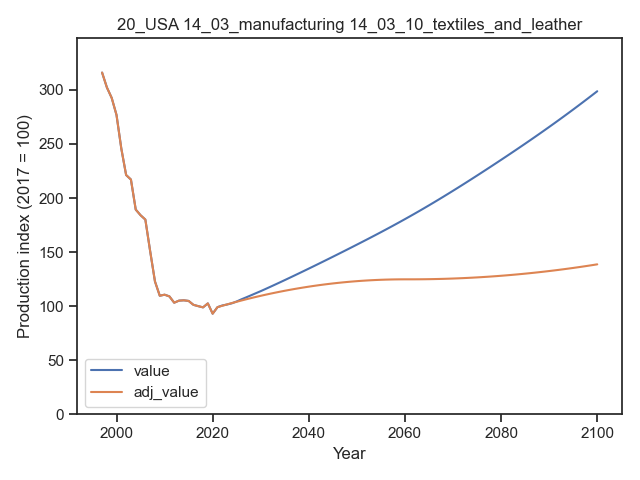 20_USA 14_03_manufacturing 14_03_10_textiles_and_leather
Production index (2017 = 100)
300
250
200
150
100
50
0
value
adj_value
2000 2020 2040 2060 2080 2100
Year